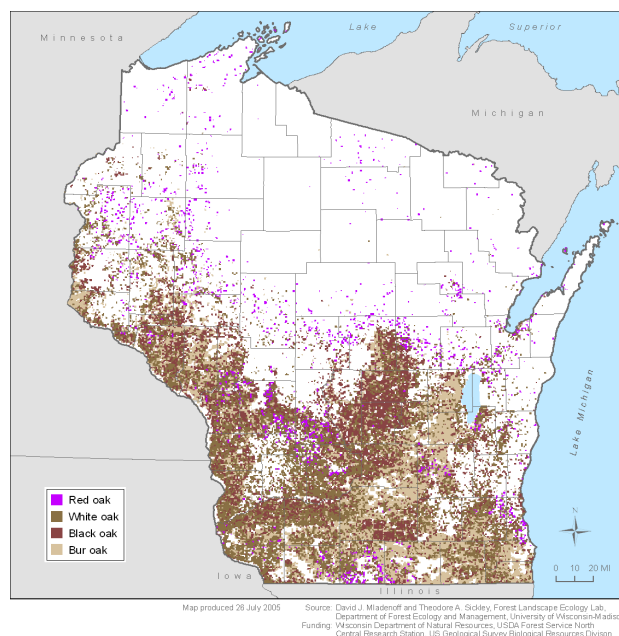 Lake Superior
Minnesota
Michigan
Lake Michigan
Red oak
White oak
Black oak
Bur oak
N
0 10 20 MI
Iowa
Illinois
Map produced 26 July 2005
Source: David J. Mladenoff and Theodore A. Sickley, Forest Landscape Ecology Lab,
Department of Forest Ecology and Management, University of Wisconsin-Madiso
Funding: Wisconsin Department of Natural Resources, USDA Forest Service North
Central Research Station, US Geological Survey Biological Resources Divison